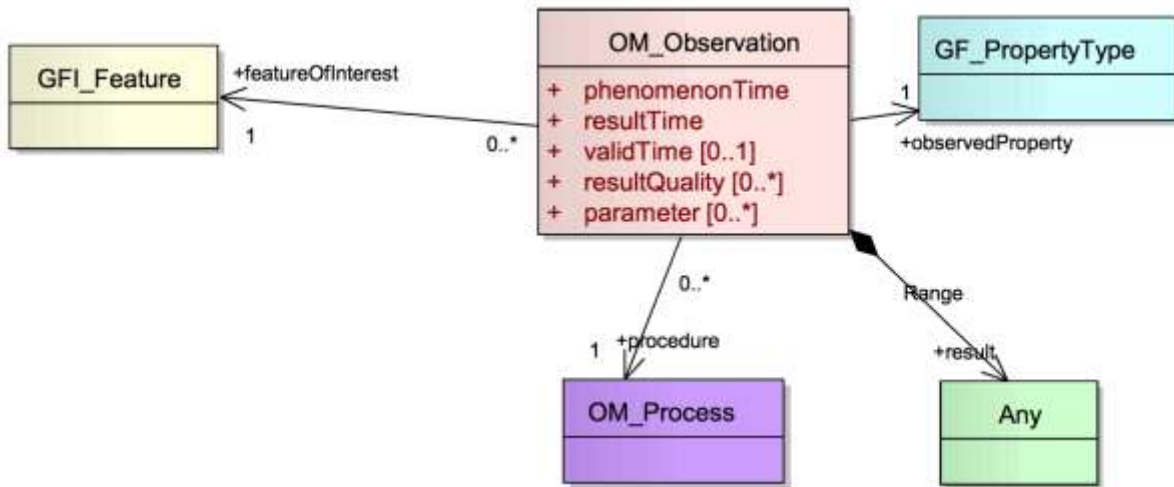 OM_Observation
GF_PropertyType
GFI_Feature
+featureOfInterest
+ phenomenonTime
1
+ resultTime
1
0..*
+ validTime [0..1]
+observedProperty
+ resultQuality [0..*]
+ parameter [0..*]
0..*
Range
1
+procedure
+result
OM_Process
Any